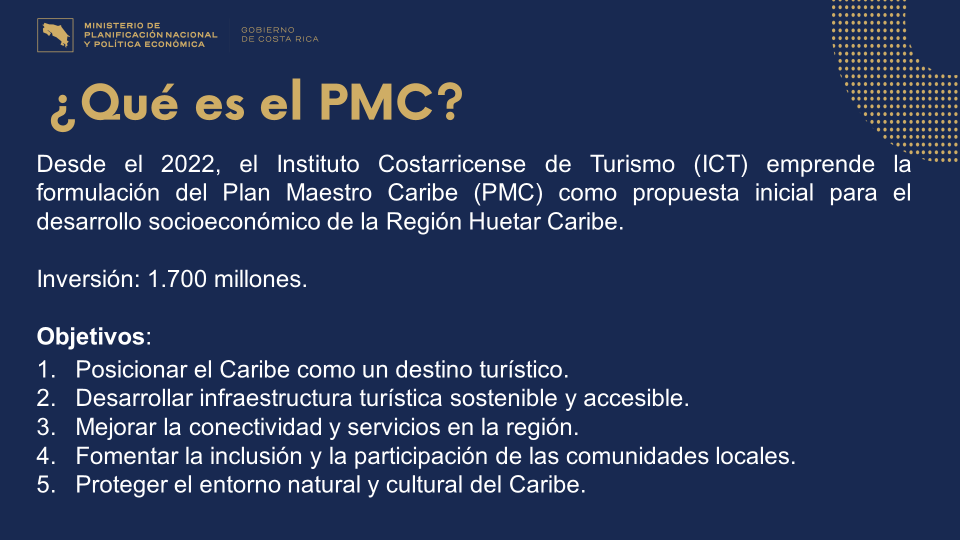 MINISTERIO DE
PLANIFICACIÓN NACIONAL
Y POLÍTICA ECONÓMICA
GOBIERNO
DE COSTA RICA
¿Qué es el PMC?
Desde el 2022, el Instituto Costarricense de Turismo (ICT) emprende la
formulación del Plan Maestro Caribe (PMC) como propuesta inicial para el
desarrollo socioeconómico de la Región Huetar Caribe.
Inversión: 1.700 millones.
Objetivos:
1. Posicionar el Caribe como un destino turístico.
2. Desarrollar infraestructura turística sostenible y accesible.
3. Mejorar la conectividad y servicios en la región.
4. Fomentar la inclusión y la participación de las comunidades locales.
5. Proteger el entorno natural y cultural del Caribe.